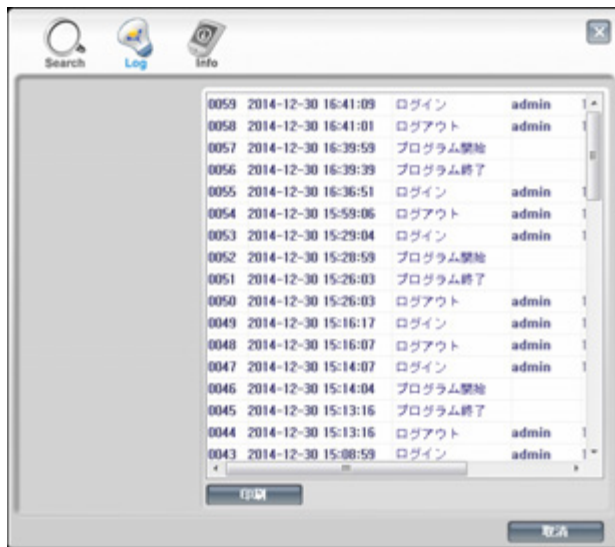 Search Log Info
0059 2014-12-30 16:41:09 ログイン admin 1
0058 2014-12-30 16:41:01 ログアウト admin 1
0057 2014-12-30 16:39:59 プログラム開始
0056 2014-12-30 16:39:39 プログラム終了
0055 2014-12-30 16:36:51 ログイン admin 1
0054 2014-12-30 15:59:06 ログアウト admin 1
0053 2014-12-30 15:29:04 ログイン admin 1
0052 2014-12-30 15:28:59 プログラム開始
0051 2014-12-30 15:26:03 プログラム終了
0050 2014-12-30 15:26:03 ログアウト admin 1
0049 2014-12-30 15:16:17 ログイン admin 1
0048 2014-12-30 15:16:07 ログアウト admin 1
0047 2014-12-30 15:14:07 ログイン admin 1
0046 2014-12-30 15:14:04 プログラム開始
0045 2014-12-30 15:13:16 プログラム終了
0044 2014-12-30 15:13:16 ログアウト admin 1
0043 2014-12-30 15:08:59 ログイン admin 1
印刷
取消